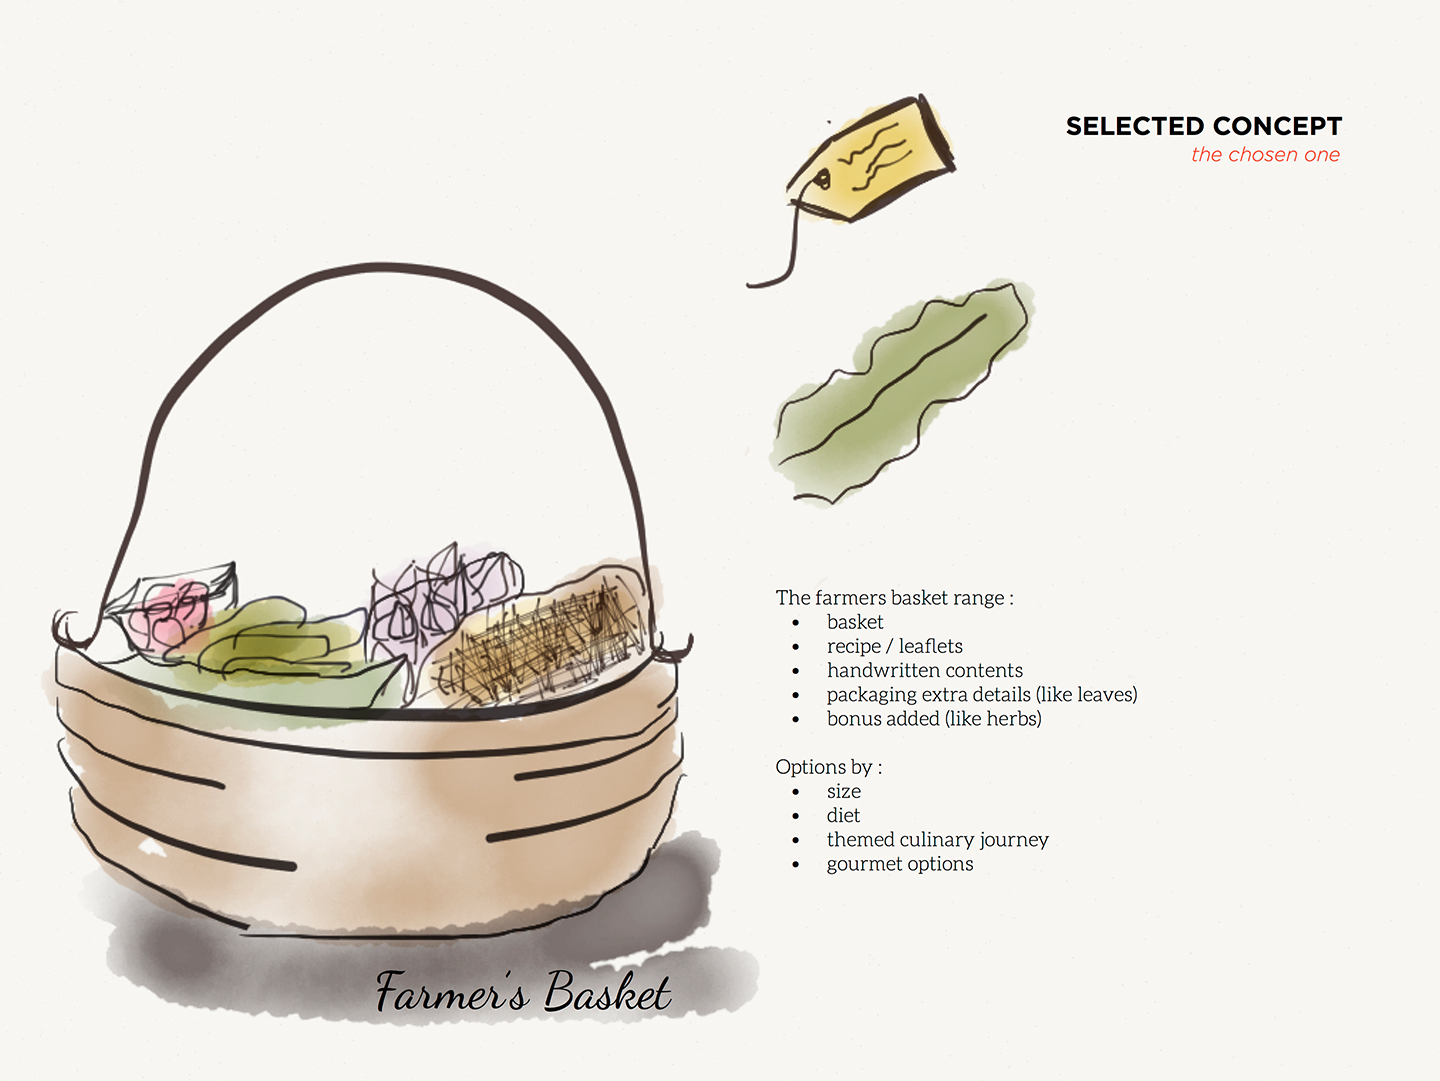 SELECTED CONCEPT
the chosen one
The farmers basket range :
• basket
• recipe / leaflets
• handwritten contents
• packaging extra details (like leaves)
• bonus added (like herbs)
Options by :
• size
• diet
• themed culinary journey
• gourmet options
Farmer's Basket